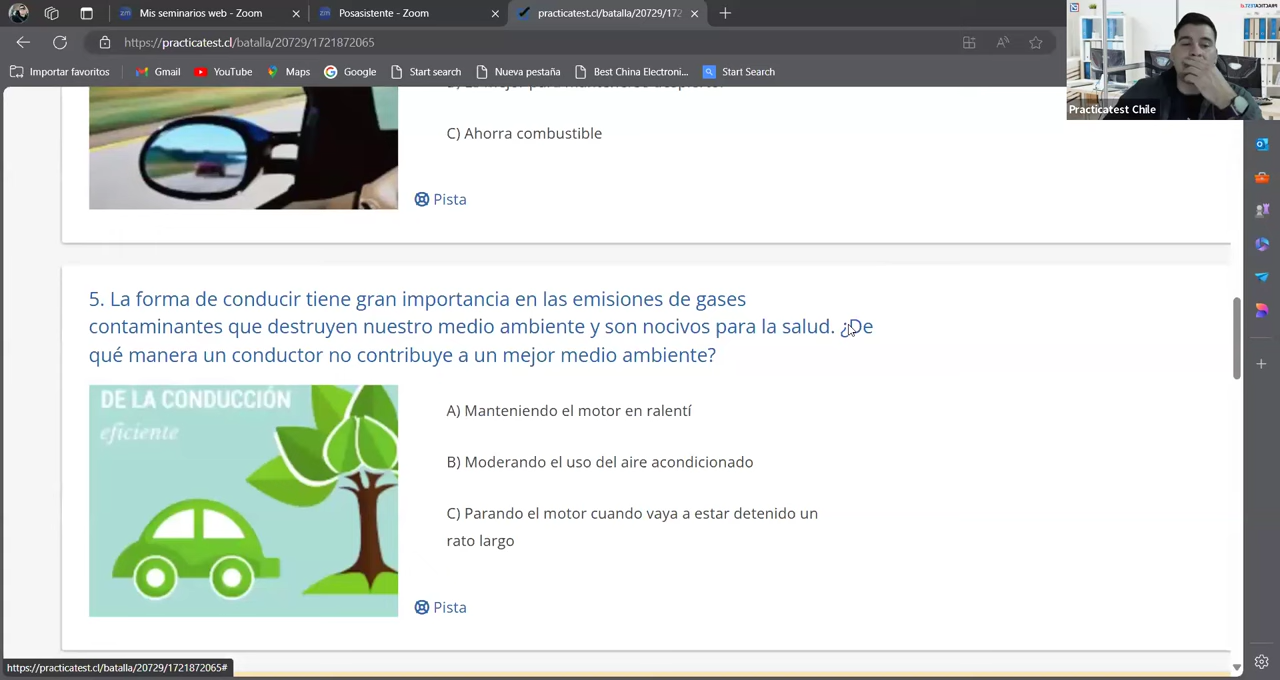 Mis seminarios web - Zoom
Posasistente - Zoom
practicatest.cl/batalla/20729/172
https://practicatest.cl/batalla/20729/1721872065
Importar favoritos
Gmail
YouTube
Maps
Google
Start search
Nueva pestaña
Best China Electroni...
Start Search
Practicatest Chile
C) Ahorra combustible
Pista
5. La forma de conducir tiene gran importancia en las emisiones de gases
contaminantes que destruyen nuestro medio ambiente y son nocivos para la salud. ¿De
qué manera un conductor no contribuye a un mejor medio ambiente?
DE LA CONDUCCIÓN
eficiente
A) Manteniendo el motor en ralentí
B) Moderando el uso del aire acondicionado
C) Parando el motor cuando vaya a estar detenido un
rato largo
Pista
https://practicatest.cl/batalla/20729/1721872065#